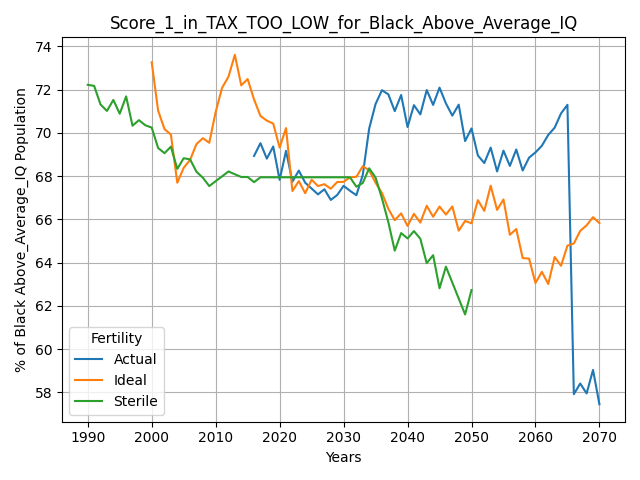 Score_1_in_TAX_TOO_LOW_for_Black_Above_Average_IQ
% of Black Above_Average_IQ Population
74
72
70
68
66
64
62
60
58
Fertility
Actual
Ideal
Sterile
1990 2000 2010 2020 2030 2040 2050 2060 2070
Years